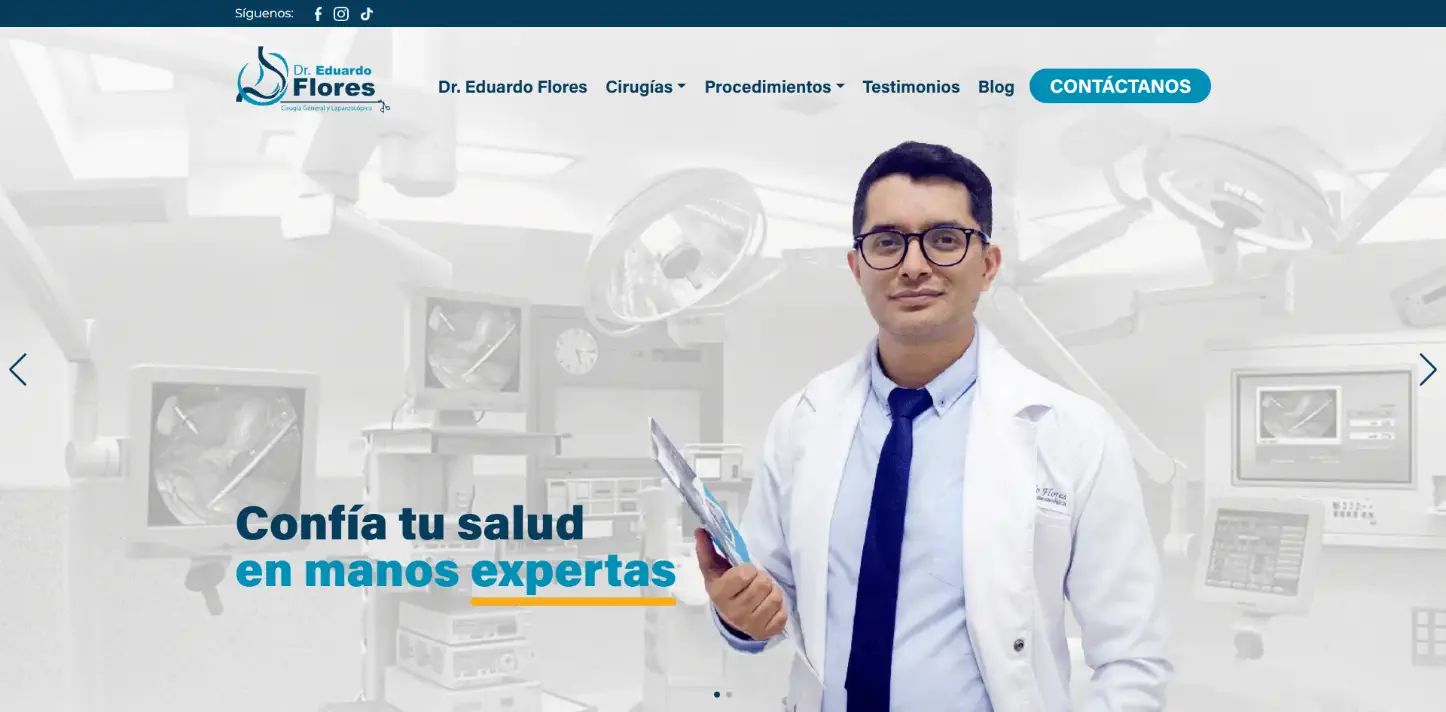 Síguenos:
Dr. Eduardo
Flores
Cirugía General y Laparoscópica
Dr. Eduardo Flores
Cirugías
Procedimientos
Testimonios
Blog
CONTÁCTANOS
Flores
Confía tu salud
en manos expertas